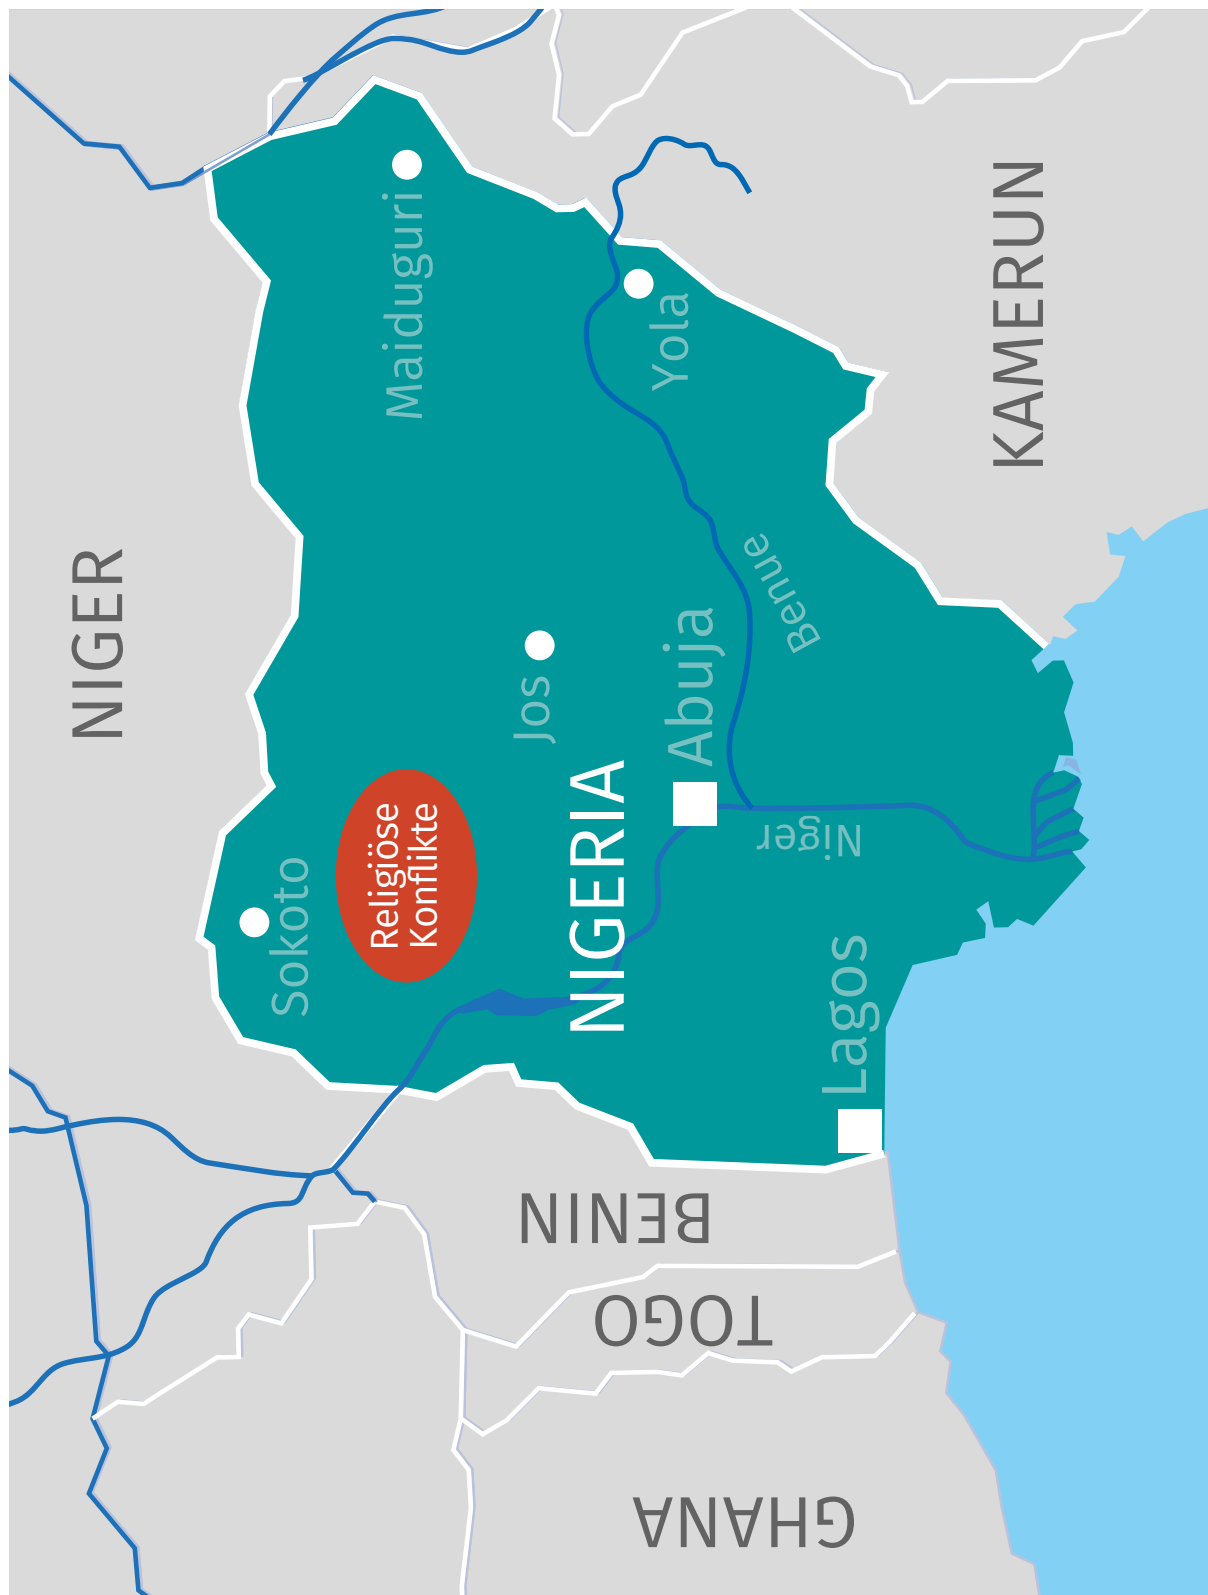 NIGER
Maiduguri
Yola
KAMERUN
Sokoto
Religiöse
Konflikte
Jos
NIGERIA
Abuja
Benue
Niger
Lagos
BENIN
TOGO
GHANA